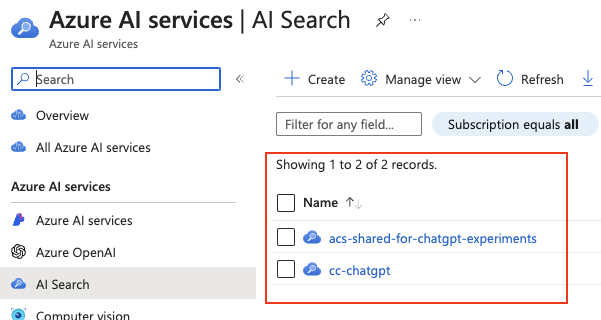 Azure AI services | AI Search
Azure AI services
Search
Overview
All Azure AI services
Azure AI services
Azure AI services
Azure OpenAI
AI Search
Computer vision
Create
Manage view
Refresh
Filter for any field...
Subscription equals all
Showing 1 to 2 of 2 records.
Name
acs-shared-for-chatgpt-experiments
cc-chatgpt